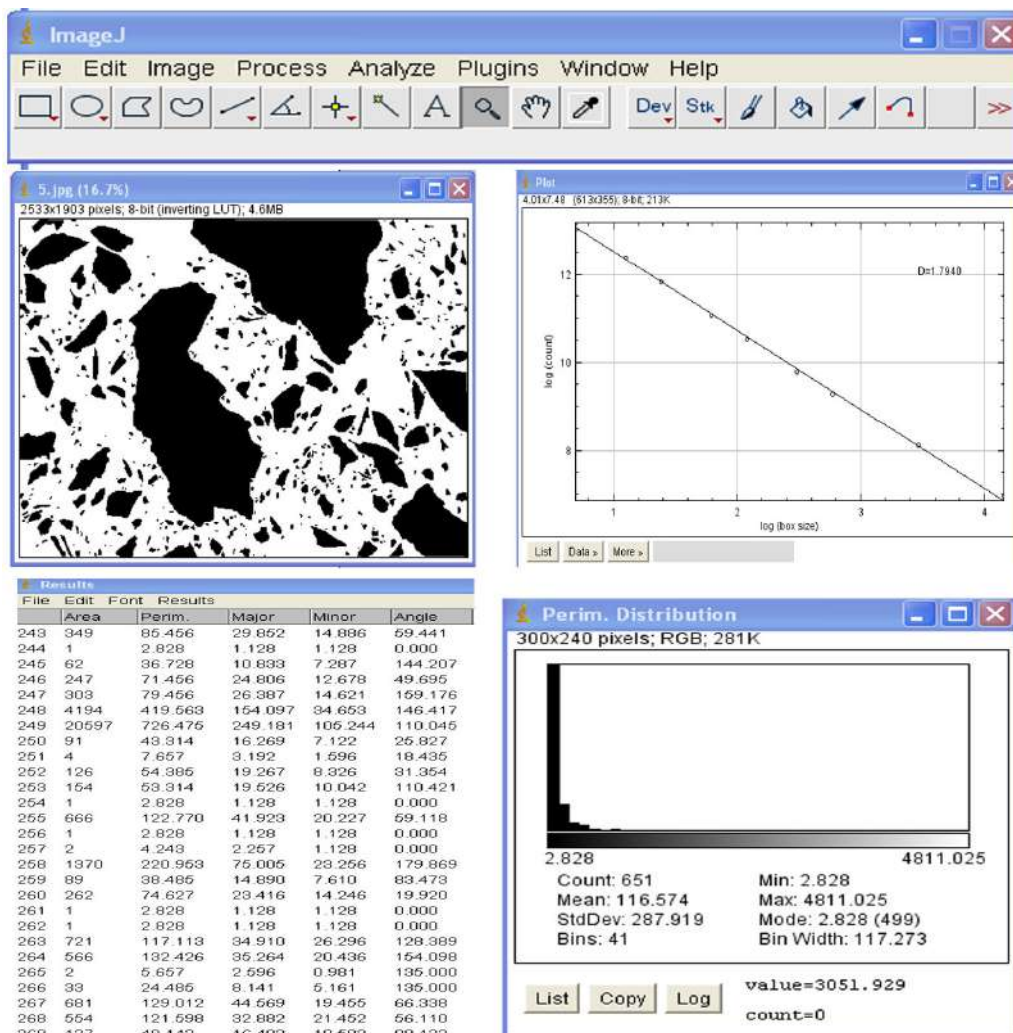 ImageJ
File Edit Image Process Analyze Plugins Window Help
A Dev Stk >>
5.jpg (16.7%)
2533x1903 pixels; 8-bit (inverting LUT); 4.6MB
Plot
4.01x7.48 (613x355); 8-bit; 213K
D=1.7940
12
10
8
log (count)
1 2 3 4
log (box size)
List Data » More »
Results
File Edit Font Results
Area Perim. Major Minor Angle
243 349 85.456 29.852 14.886 59.441
244 1 2.828 1.128 1.128 0.000
245 62 36.728 10.833 7.287 144.207
246 247 71.456 24.806 12.678 49.695
247 303 79.456 26.387 14.621 159.176
248 4194 419.563 154.097 34.653 146.417
249 20597 726.475 249.181 105.244 110.045
250 91 43.314 16.269 7.122 25.827
251 4 7.657 3.192 1.596 18.435
252 126 54.385 19.267 8.326 31.354
253 154 53.314 19.526 10.042 110.421
254 1 2.828 1.128 1.128 0.000
255 666 122.770 41.923 20.227 59.118
256 1 2.828 1.128 1.128 0.000
257 2 4.243 2.257 1.128 0.000
258 1370 220.953 75.005 23.256 179.869
259 89 38.485 14.890 7.610 83.473
260 262 74.627 23.416 14.246 19.920
261 1 2.828 1.128 1.128 0.000
262 1 2.828 1.128 1.128 0.000
263 721 117.113 34.910 26.296 128.389
264 566 132.426 35.264 20.436 154.098
265 2 5.657 2.596 0.981 135.000
266 33 24.485 8.141 5.161 135.000
267 681 129.012 44.569 19.455 66.338
268 554 121.598 32.882 21.452 56.110
Perim. Distribution
300x240 pixels; RGB; 281K
2.828 4811.025
Count: 651 Min: 2.828
Mean: 116.574 Max: 4811.025
StdDev: 287.919 Mode: 2.828 (499)
Bins: 41 Bin Width: 117.273
List Copy Log value=3051.929
count=0